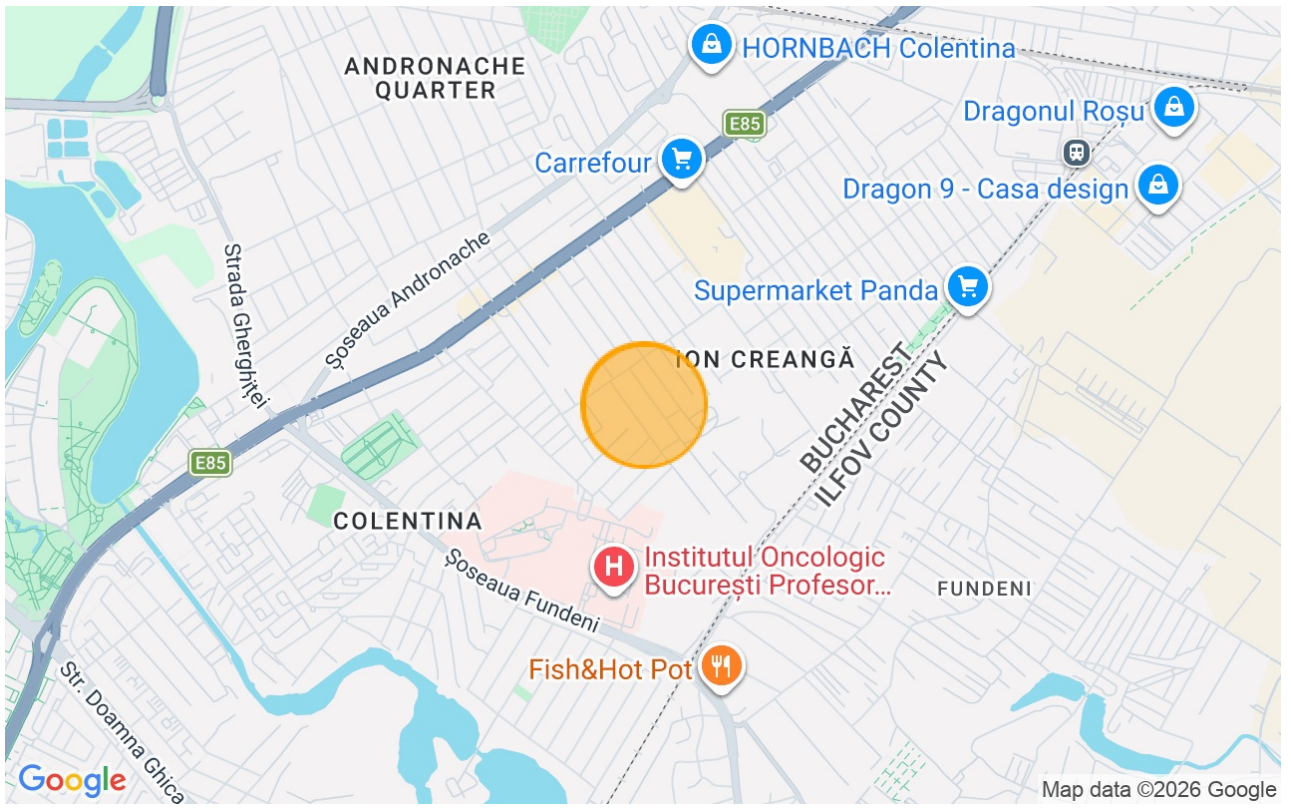 HORNBACH Colentina
ANDRONACHE
QUARTER
Dragonul Roșu
E85
Carrefour
Dragon 9 - Casa design
Strada Gherghiței
Șoseaua Andronache
Supermarket Panda
ION CREANGĂ
BUCHAREST
ILFOV COUNTY
E85
COLENTINA
Șoseaua Fundeni
H
Institutul Oncologic
București Profesor...
FUNDENI
Fish&Hot Pot
Str. Doamna Ghica
Google
Map data ©2026 Google